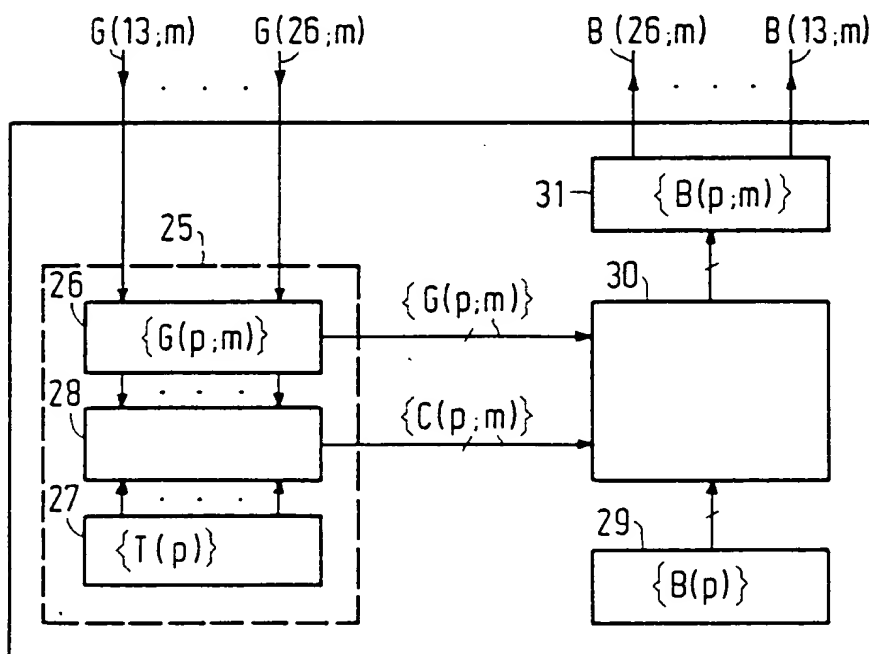 G(13;m) G(26;m) B(26;m) B(13;m)
. . . . . .
31 {B(p;m)}
25
26 {G(p;m)} {G(p;m)} 30
. . .
28 {C(p;m)}
. . .
27 {T(p)} 29 {B(p)}